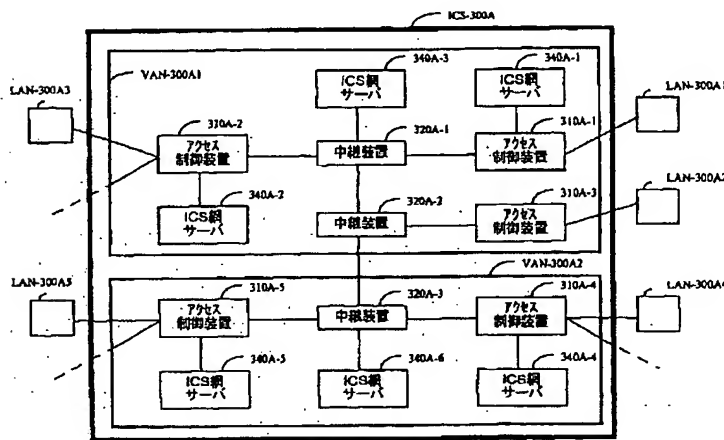 ICS-300A
340A-3
340A-1
VAN-300A1
ICS網
サーバ
ICS網
サーバ
LAN-300A3
LAN-300A1
310A-2
320A-1
310A-1
アクセス
制御装置
中継装置
アクセス
制御装置
LAN-300A2
340A-2
320A-2
310A-3
ICS網
サーバ
中継装置
アクセス
制御装置
VAN-300A2
LAN-300A5
310A-5
320A-3
310A-4
LAN-300A4
アクセス
制御装置
中継装置
アクセス
制御装置
340A-5
340A-6
340A-4
ICS網
サーバ
ICS網
サーバ
ICS網
サーバ